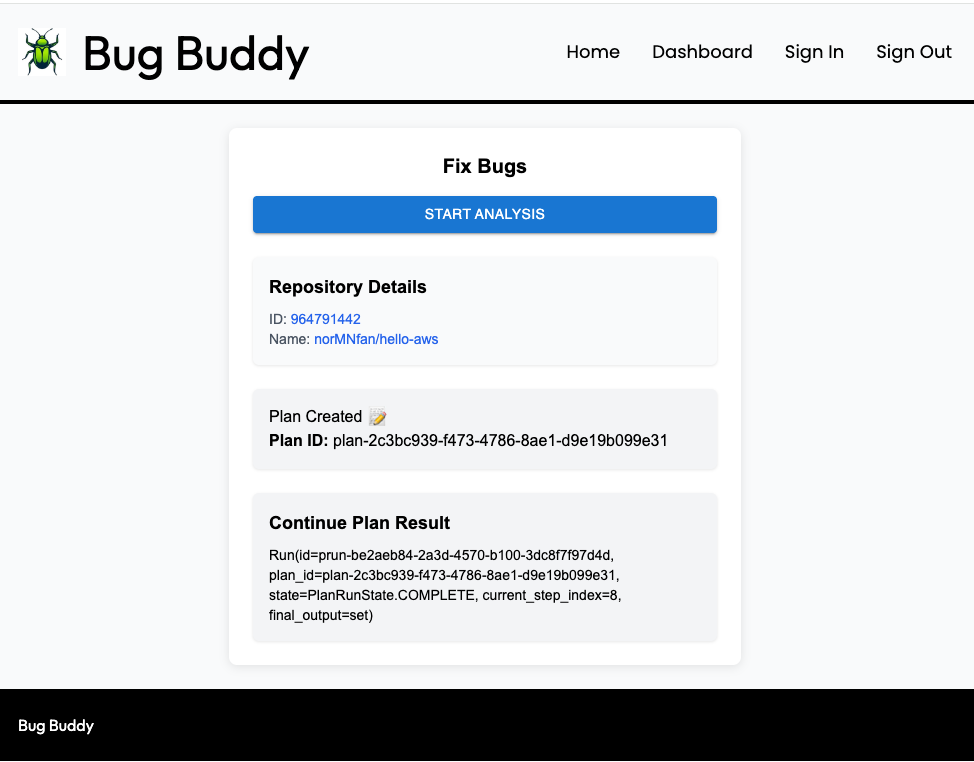 Bug Buddy
Home Dashboard Sign In Sign Out
Fix Bugs
START ANALYSIS
Repository Details
ID: 964791442
Name: norMNfan/hello-aws
Plan Created 📝
Plan ID: plan-2c3bc939-f473-4786-8ae1-d9e19b099e31
Continue Plan Result
Run(id=prun-be2aeb84-2a3d-4570-b100-3dc8f7f97d4d,
plan_id=plan-2c3bc939-f473-4786-8ae1-d9e19b099e31,
state=PlanRunState.COMPLETE, current_step_index=8,
final_output=set)
Bug Buddy